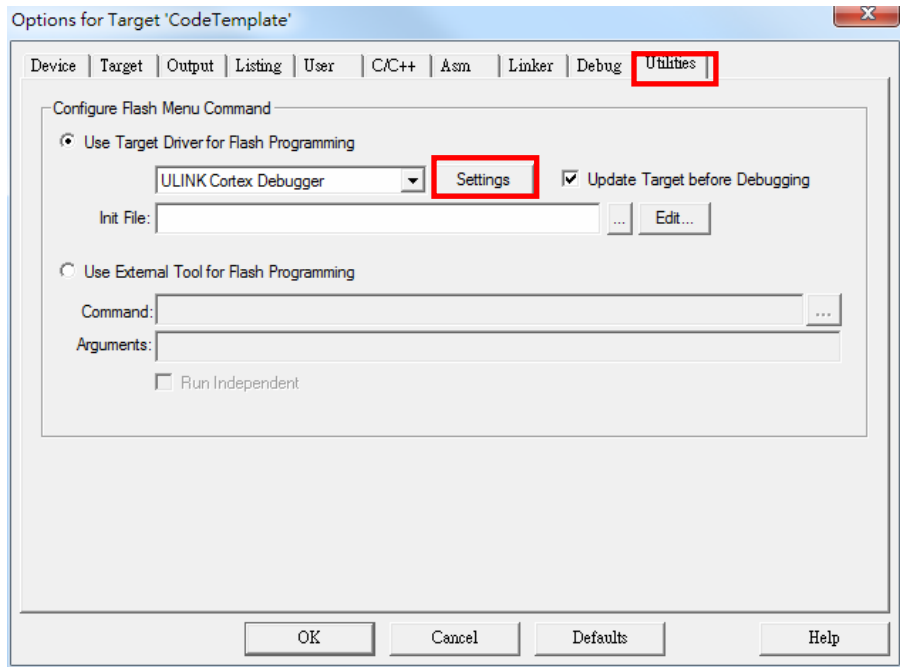 Options for Target 'CodeTemplate'
Device Target Output Listing User C/C++ Asm Linker Debug Utilities
Configure Flash Menu Command
Use Target Driver for Flash Programming
ULINK Cortex Debugger Settings Update Target before Debugging
Init File: ... Edit...
Use External Tool for Flash Programming
Command: ...
Arguments:
Run Independent
OK Cancel Defaults Help